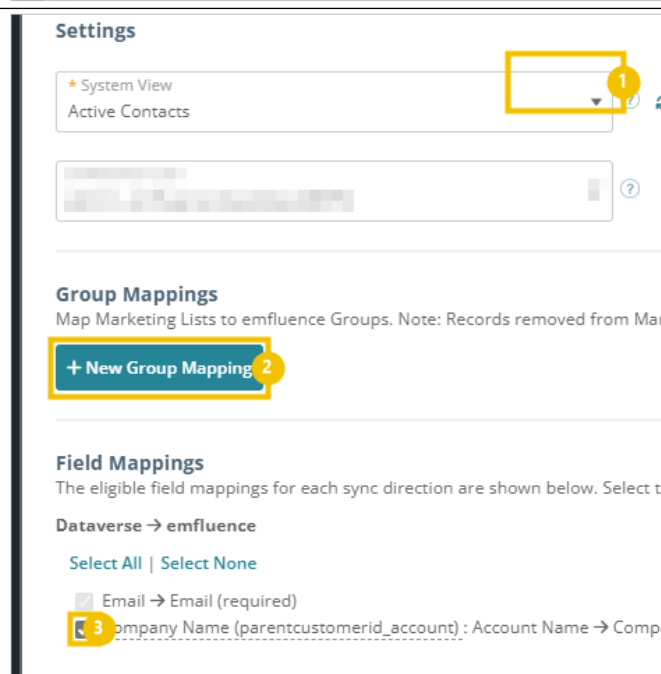 Settings
* System View
1
Active Contacts
?
Group Mappings
Map Marketing Lists to emfluence Groups. Note: Records removed from Mar
+ New Group Mapping 2
Field Mappings
The eligible field mappings for each sync direction are shown below. Select t
Dataverse → emfluence
Select All | Select None
Email → Email (required)
3 ompany Name (parentcustomerid_account) : Account Name → Compa